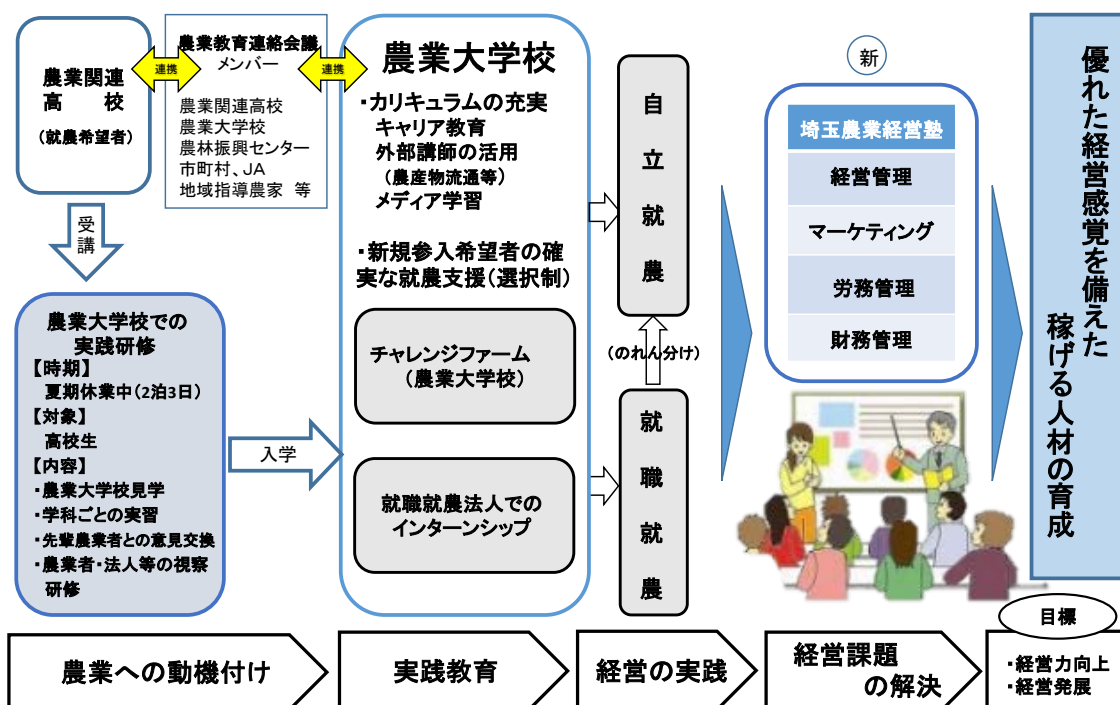 農業関連
高　校
(就農希望者)
連携
農業教育連絡会議
メンバー
農業関連高校
農業大学校
農林振興センター
市町村、JA
地域指導農家 等
連携
受講
農業大学校での
実践研修
【時期】
夏期休業中(2泊3日)
【対象】
高校生
【内容】
・農業大学校見学
・学科ごとの実習
・先輩農業者との意見交換
・農業者・法人等の視察
研修
入学
農業大学校
・カリキュラムの充実
キャリア教育
外部講師の活用
(農産物流通等)
メディア学習
・新規参入希望者の確
実な就農支援(選択制)
チャレンジファーム
(農業大学校)
就職就農法人での
インターンシップ
自立就農
(のれん分け)
就職就農
新
埼玉農業経営塾
経営管理
マーケティング
労務管理
財務管理
優れた経営感覚を備えた
稼げる人材の育成
農業への動機付け
実践教育
経営の実践
経営課題
の解決
目標
・経営力向上
・経営発展